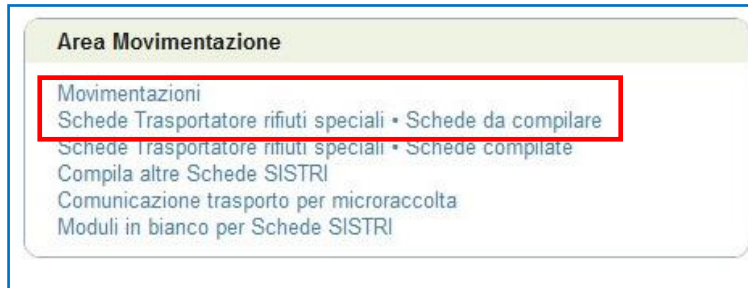 Area Movimentazione
Movimentazioni
Schede Trasportatore rifiuti speciali • Schede da compilare
Schede Trasportatore rifiuti speciali • Schede compilate
Compila altre Schede SISTRI
Comunicazione trasporto per microraccolta
Moduli in bianco per Schede SISTRI